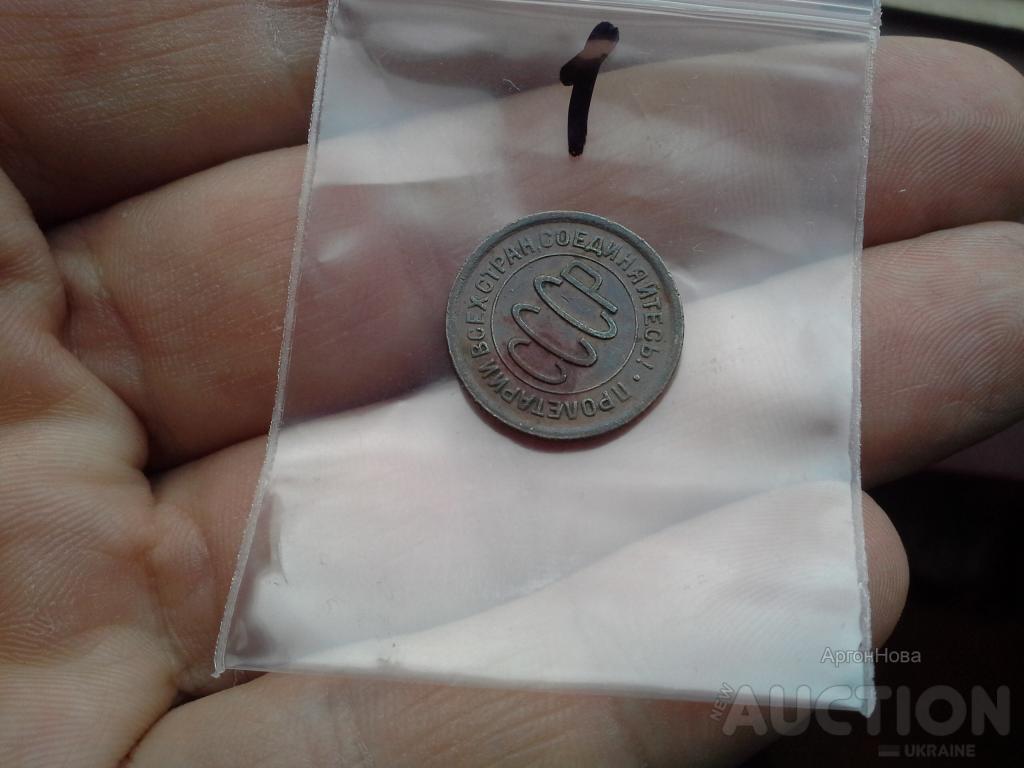 1
ПРОЛЕТАРИИ ВСЕХ СТРАН, СОЕДИНЯЙТЕСЬ! •
СССР
АргонНова
NEW AUCTION
UKRAINE